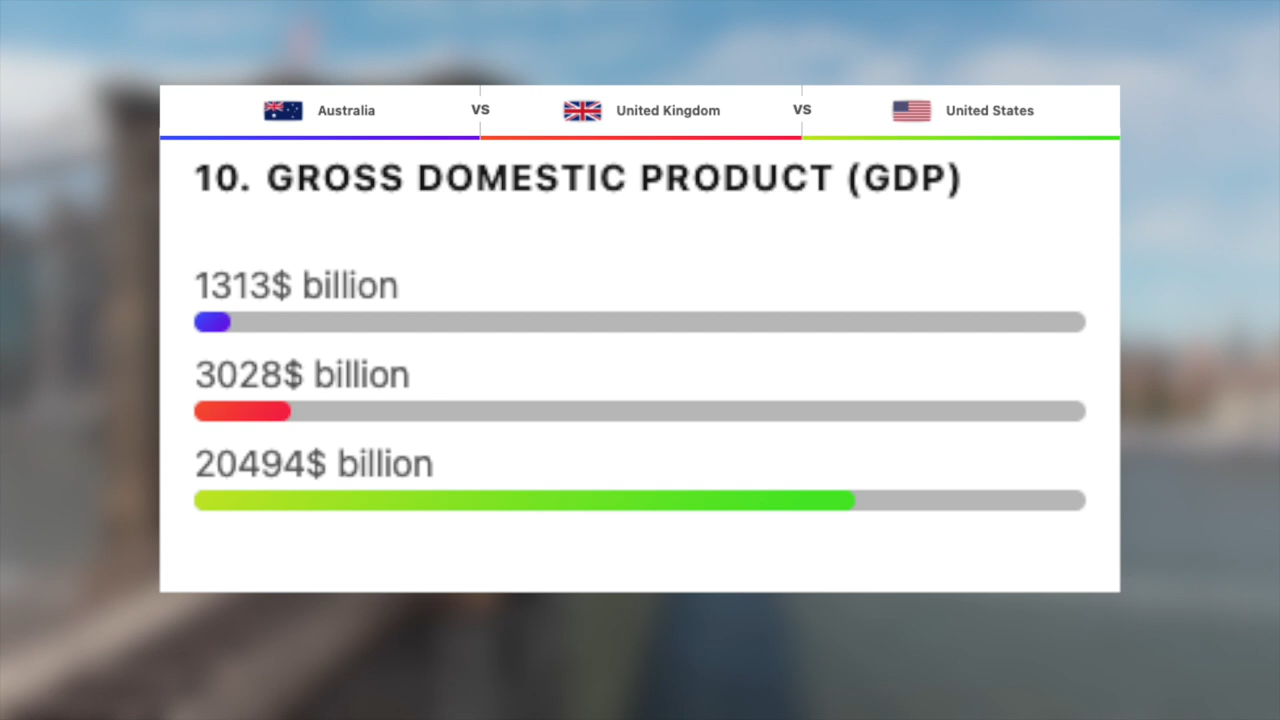 Australia VS United Kingdom VS United States
10. GROSS DOMESTIC PRODUCT (GDP)
1313$ billion
3028$ billion
20494$ billion